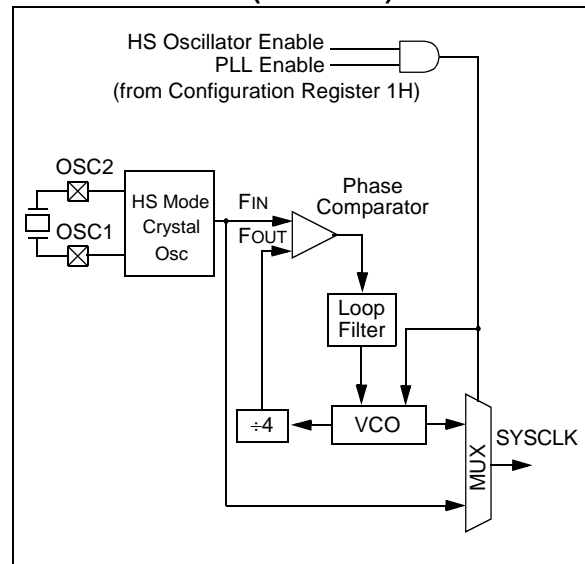 HS Oscillator Enable
PLL Enable
(from Configuration Register 1H)
OSC2
OSC1
HS Mode
Crystal
Osc
FIN
FOUT
Phase
Comparator
Loop
Filter
÷4
VCO
MUX
SYSCLK